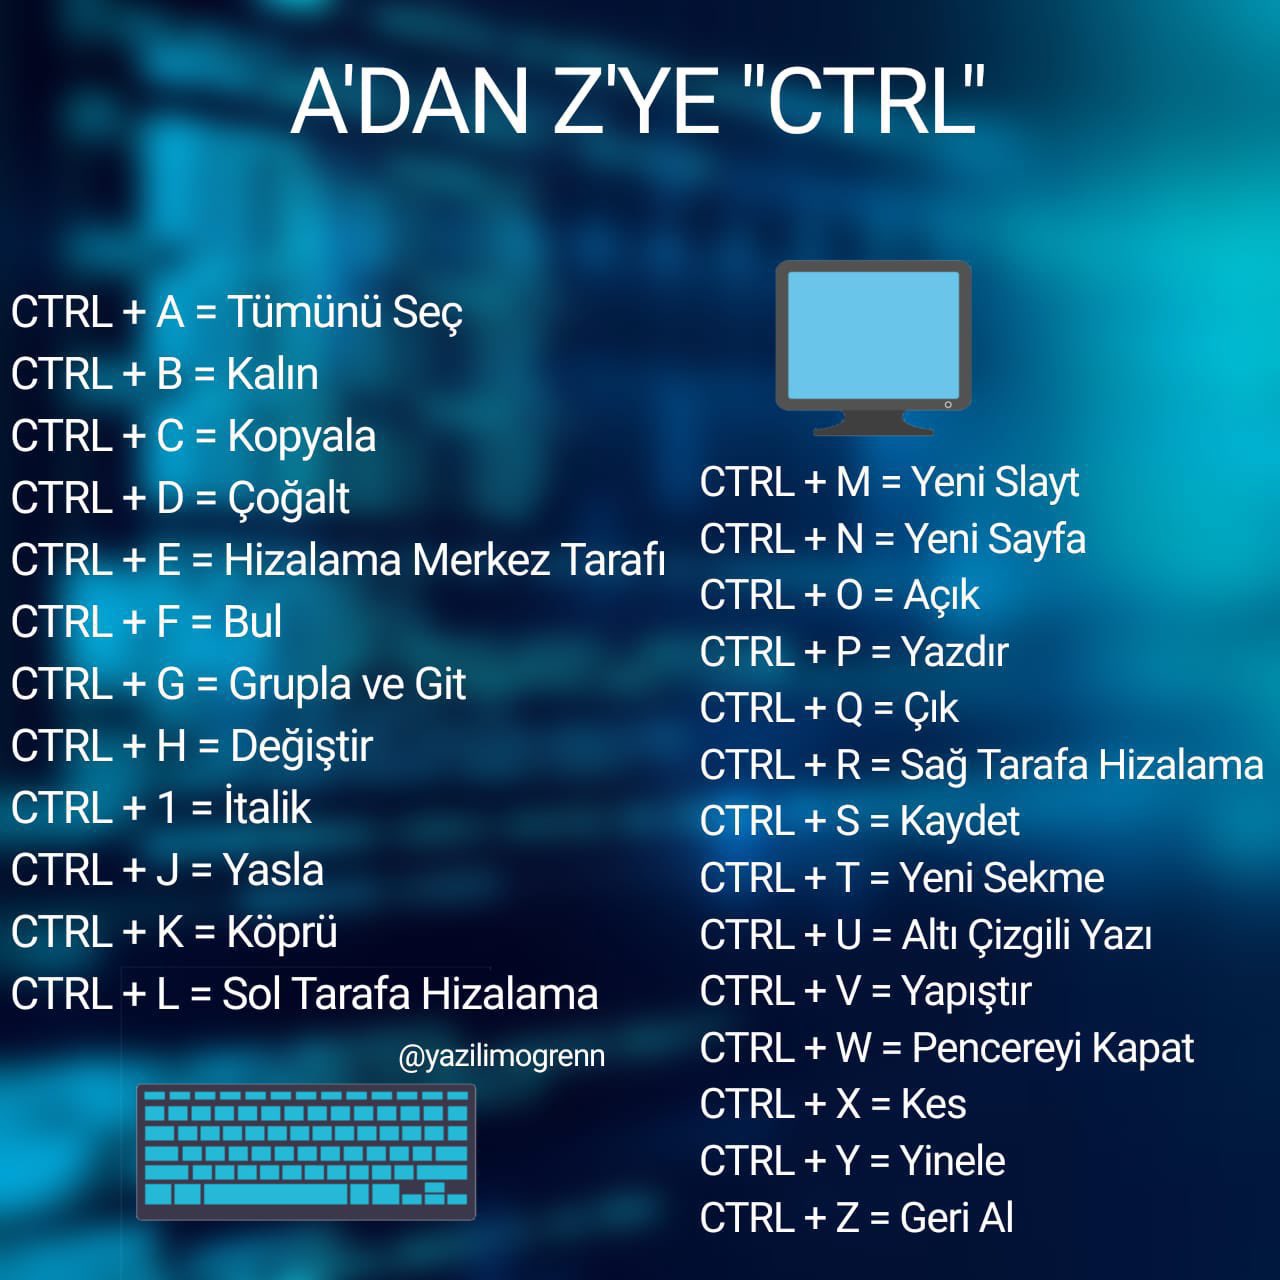 A'DAN Z'YE "CTRL"
CTRL + A = Tümünü Seç
CTRL + B = Kalın
CTRL + C = Kopyala
CTRL + D = Çoğalt
CTRL + E = Hizalama Merkez Tarafı
CTRL + F = Bul
CTRL + G = Grupla ve Git
CTRL + H = Değiştir
CTRL + 1 = İtalik
CTRL + J = Yasla
CTRL + K = Köprü
CTRL + L = Sol Tarafa Hizalama
@yazilimogrenn
CTRL + M = Yeni Slayt
CTRL + N = Yeni Sayfa
CTRL + O = Açık
CTRL + P = Yazdır
CTRL + Q = Çık
CTRL + R = Sağ Tarafa Hizalama
CTRL + S = Kaydet
CTRL + T = Yeni Sekme
CTRL + U = Altı Çizgili Yazı
CTRL + V = Yapıştır
CTRL + W = Pencereyi Kapat
CTRL + X = Kes
CTRL + Y = Yinele
CTRL + Z = Geri Al